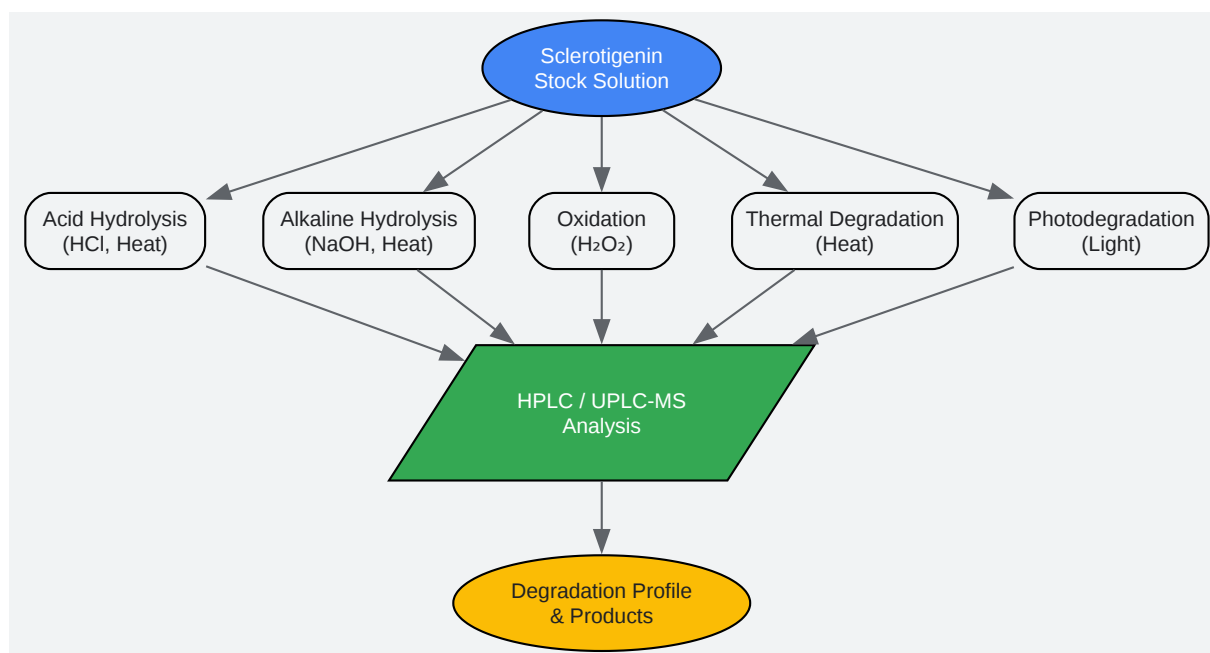 Sclerotigenin
Stock Solution
Acid Hydrolysis
(HCl, Heat)
Alkaline Hydrolysis
(NaOH, Heat)
Oxidation
(H₂O₂)
Thermal Degradation
(Heat)
Photodegradation
(Light)
HPLC / UPLC-MS
Analysis
Degradation Profile
& Products